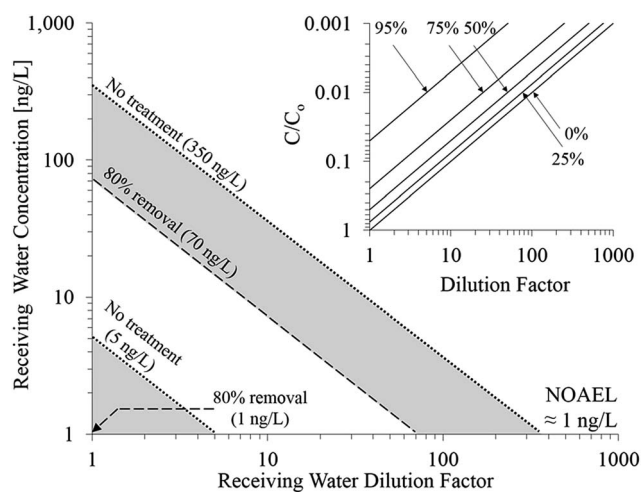 1,000
100
10
1
Receiving Water Concentration [ng/L]
No treatment (350 ng/L)
80% removal (70 ng/L)
No treatment
(5 ng/L)
80% removal
(1 ng/L)
NOAEL
≈ 1 ng/L
1 10 100 1000
Receiving Water Dilution Factor
0.001
0.01
0.1
1
C/Co
95% 75% 50%
0%
25%
1 10 100 1000
Dilution Factor